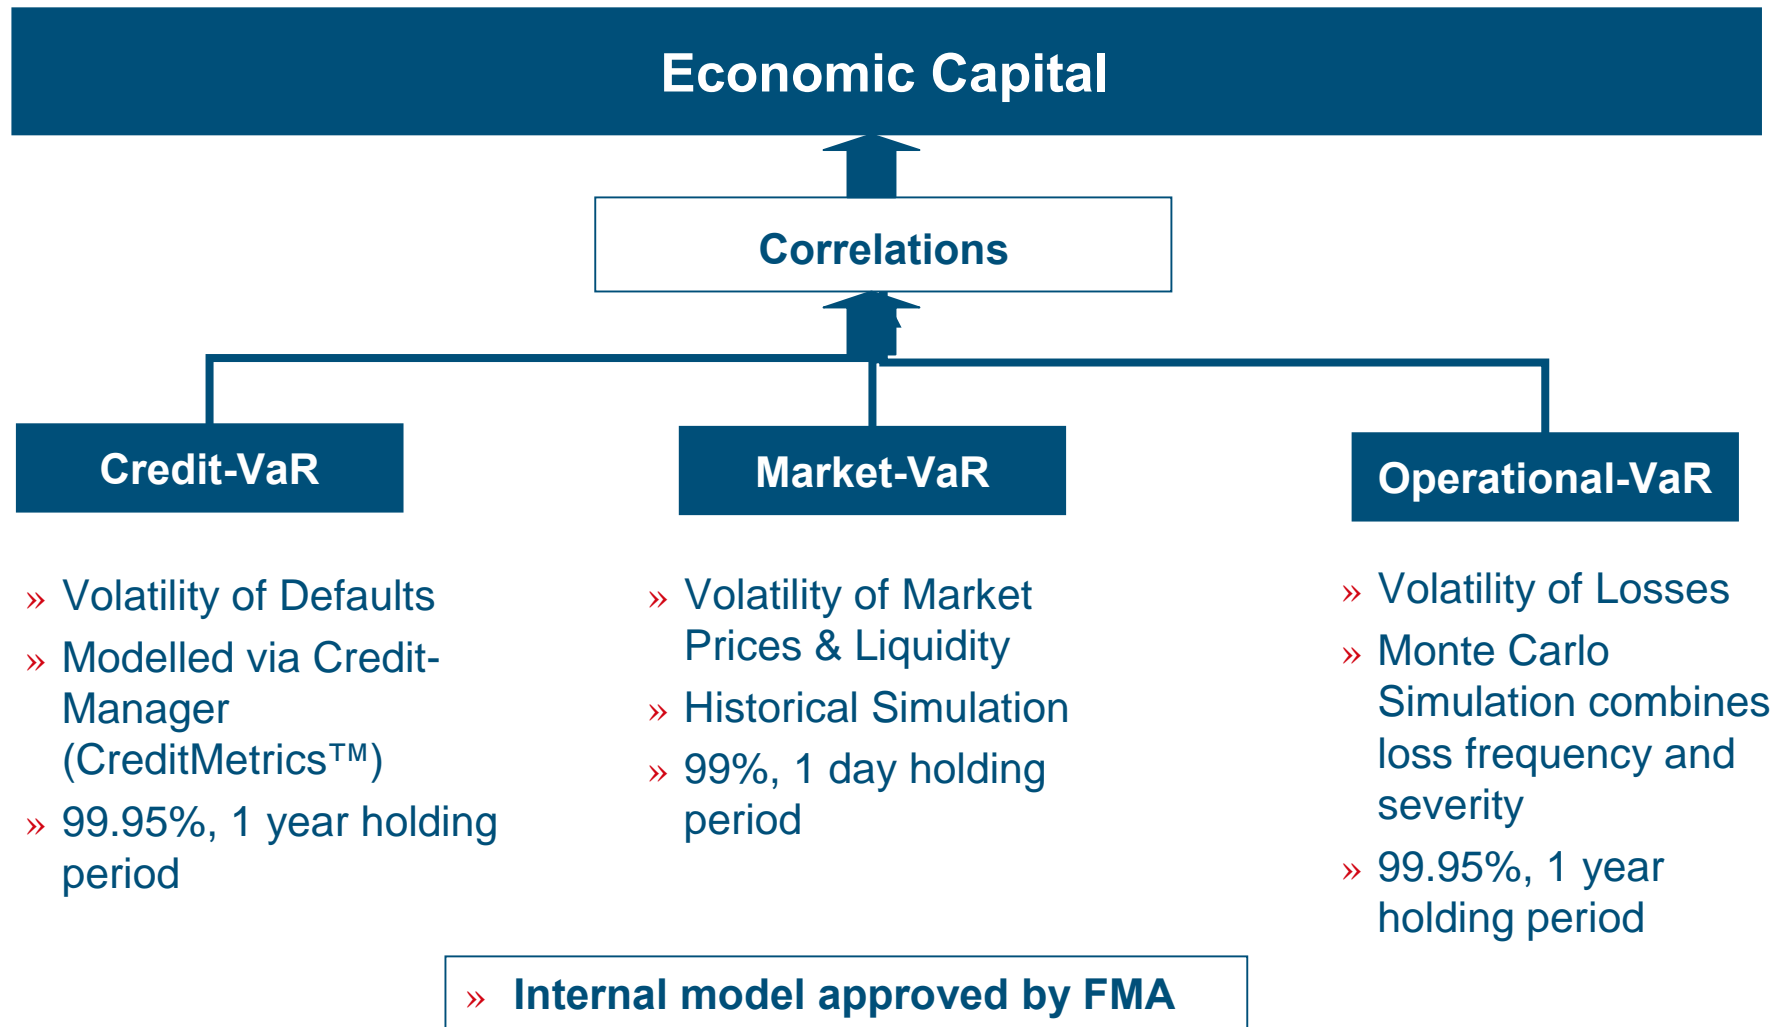 Economic Capital
Correlations
Credit-VaR
» Volatility of Defaults
» Modelled via Credit-
Manager
(CreditMetrics™)
» 99.95%, 1 year holding
period
Market-VaR
» Volatility of Market
Prices & Liquidity
» Historical Simulation
» 99%, 1 day holding
period
Operational-VaR
» Volatility of Losses
» Monte Carlo
Simulation combines
loss frequency and
severity
» 99.95%, 1 year
holding period
» Internal model approved by FMA